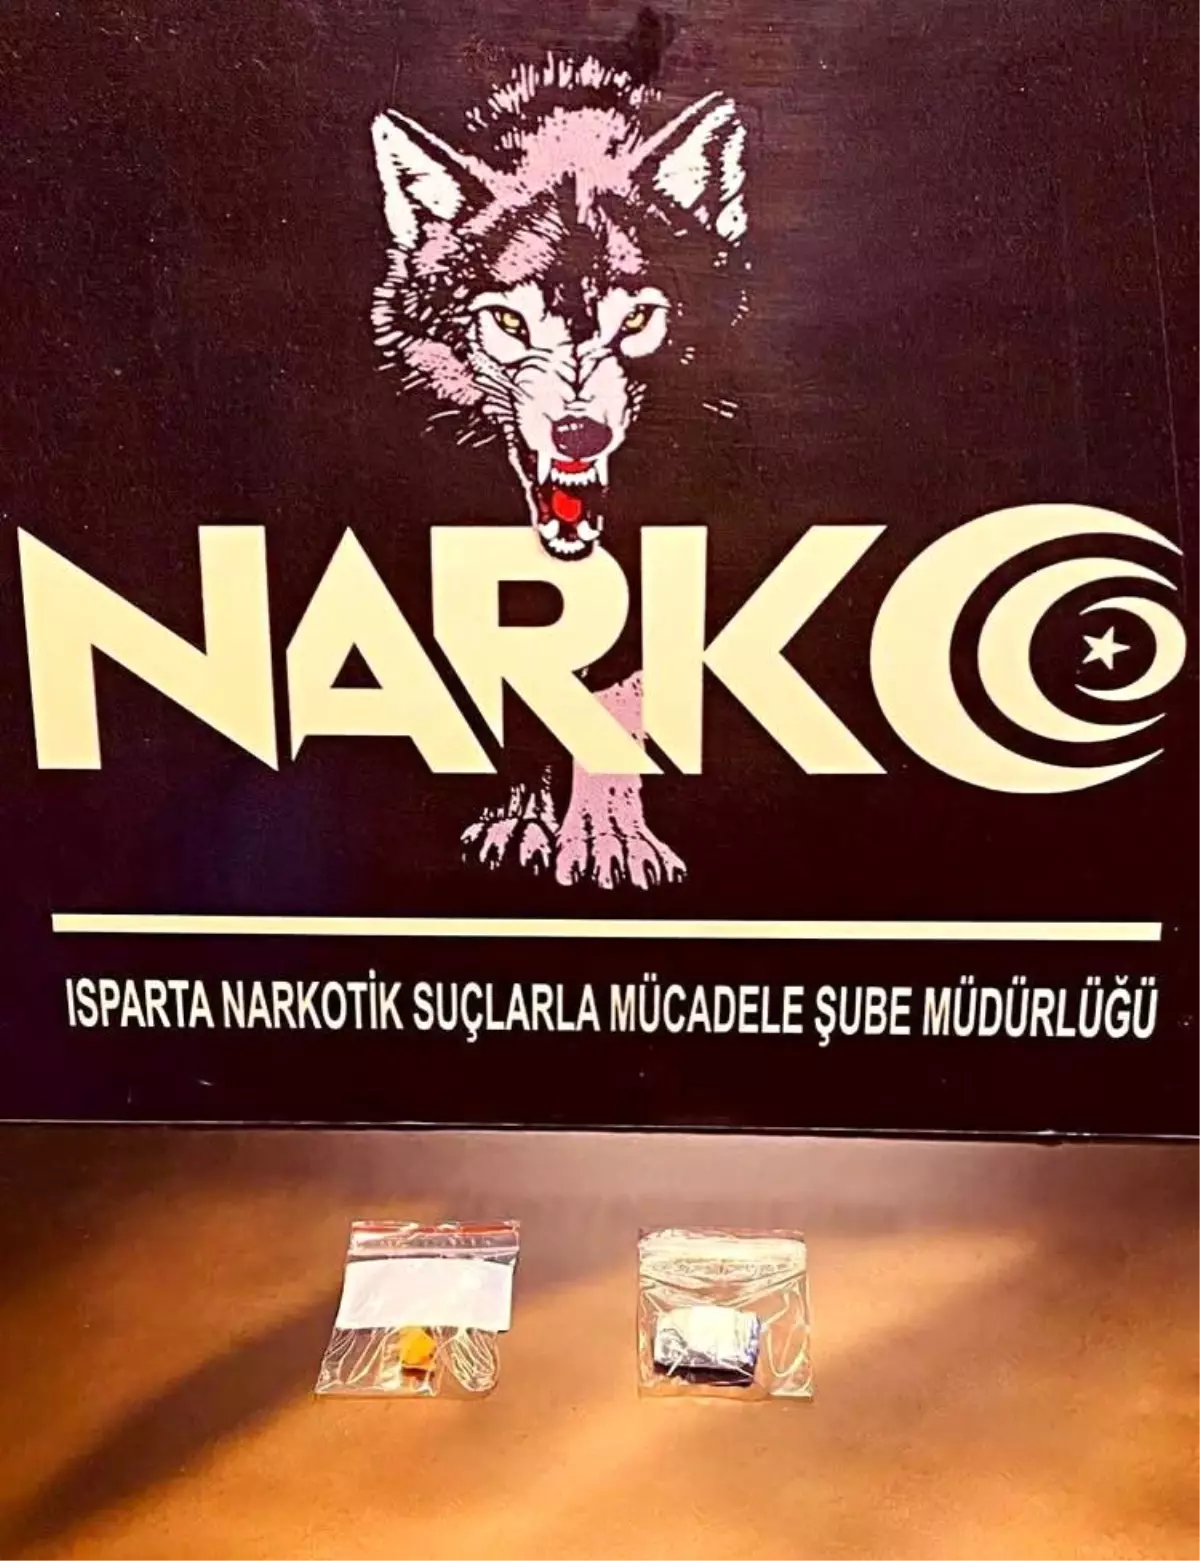 NARKO
ISPARTA NARKOTİK SUÇLARLA MÜCADELE ŞUBE MÜDÜRLÜĞÜ